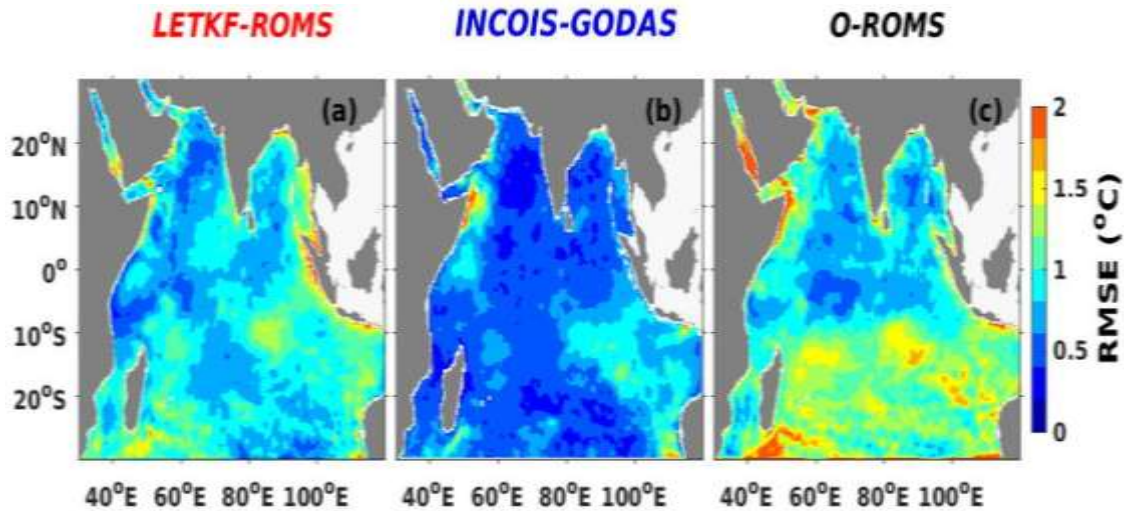 LETKF-ROMS INCOIS-GODAS O-ROMS
(a) (b) (c)
20°N
10°N
0°
10°S
20°S
40°E 60°E 80°E 100°E 40°E 60°E 80°E 100°E 40°E 60°E 80°E 100°E
2
1.5
1
0.5
0
RMSE (°C)